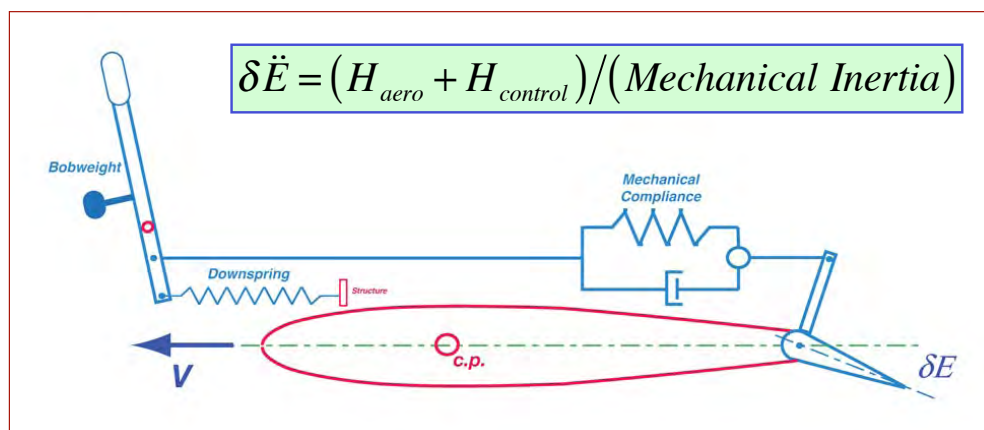 δË = (H_aero + H_control)/(Mechanical Inertia)
Bobweight
Mechanical
Compliance
Downspring
Structure
V
c.p.
δE